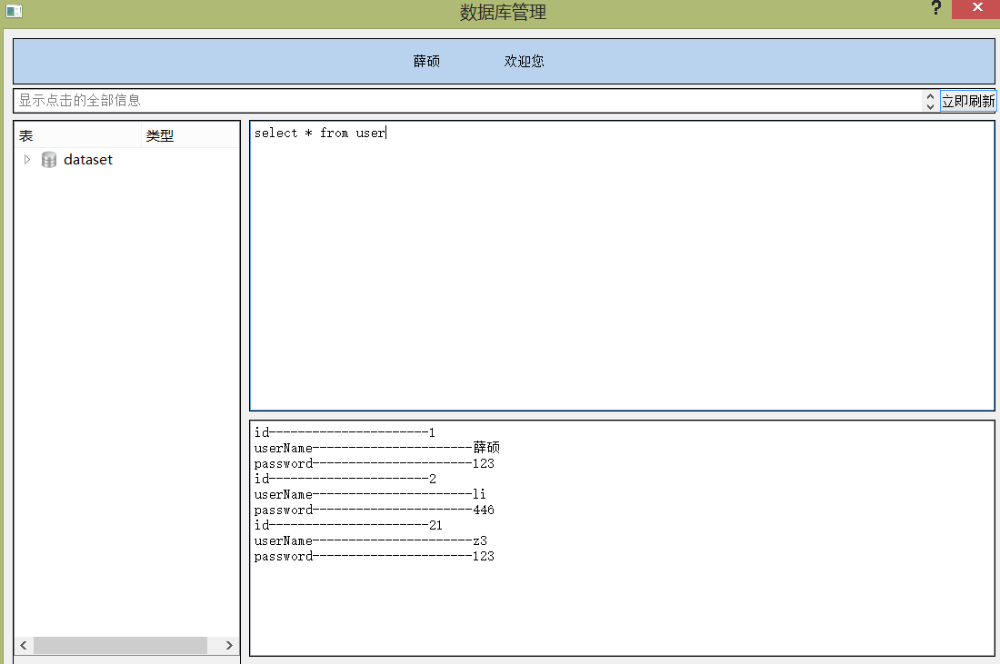 数据库管理
?
薛硕 欢迎您
显示点击的全部信息 立即刷新
表 类型
dataset
select * from user
id----------------------1
userName----------------------薛硕
password----------------------123
id----------------------2
userName----------------------li
password----------------------446
id----------------------21
userName----------------------z3
password----------------------123